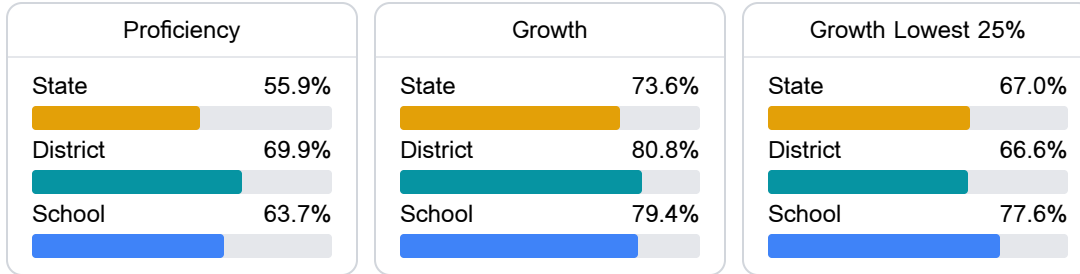 Proficiency
State 55.9%
District 69.9%
School 63.7%
Growth
State 73.6%
District 80.8%
School 79.4%
Growth Lowest 25%
State 67.0%
District 66.6%
School 77.6%